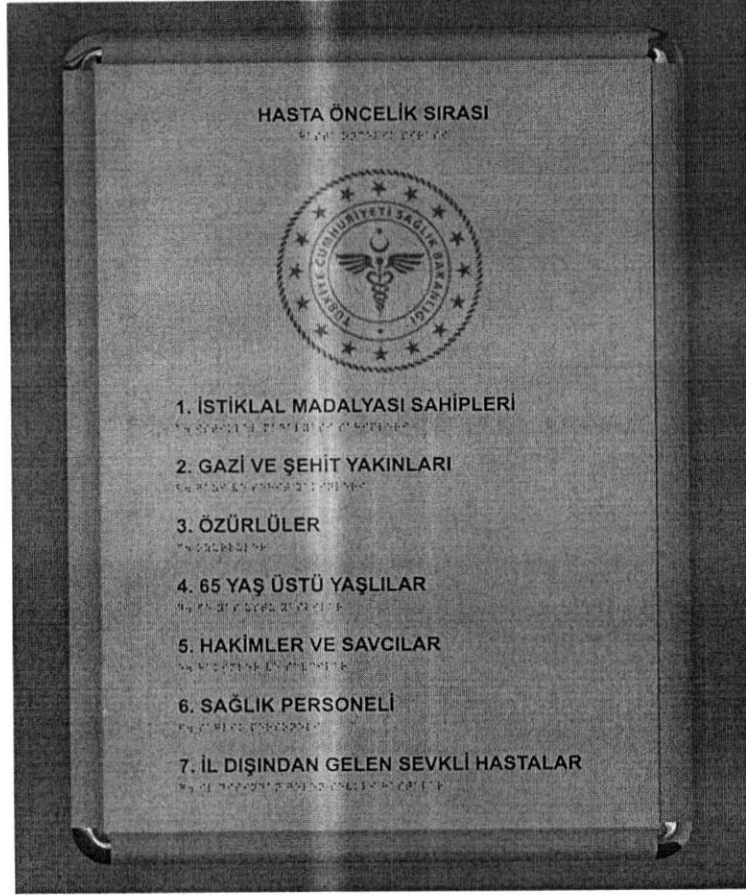 HASTA ÖNCELİK SIRASI
TÜRKİYE CUMHURİYETİ SAĞLIK BAKANLIĞI
1. İSTİKLAL MADALYASI SAHİPLERİ
2. GAZİ VE ŞEHİT YAKINLARI
3. ÖZÜRLÜLER
4. 65 YAŞ ÜSTÜ YAŞLILAR
5. HAKİMLER VE SAVCILAR
6. SAĞLIK PERSONELİ
7. İL DIŞINDAN GELEN SEVKLİ HASTALAR